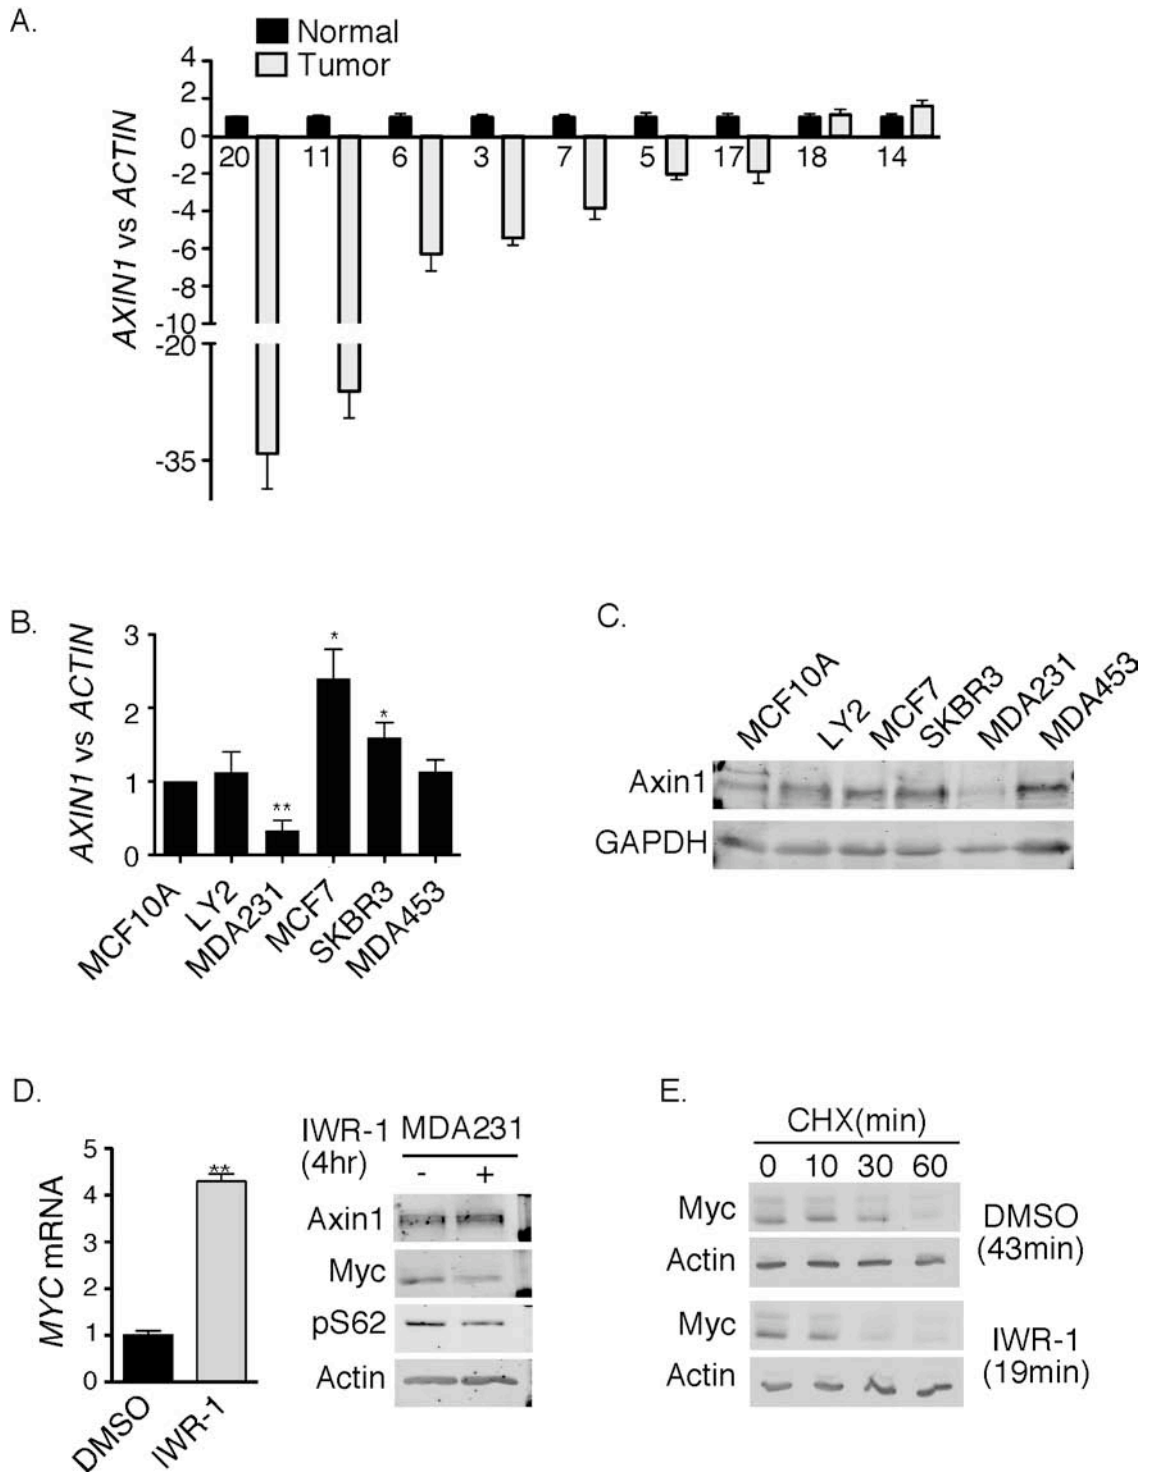 A.
Normal
Tumor
AXIN1 vs ACTIN
4
2
0
-2
-4
-6
-8
-10
-20
-35
20 11 6 3 7 5 17 18 14
B.
AXIN1 vs ACTIN
3
2
1
0
* 
** 
*
MCF10A LY2 MDA231 MCF7 SKBR3 MDA453
C.
MCF10A LY2 MCF7 SKBR3 MDA231 MDA453
Axin1
GAPDH
D.
MYC mRNA
5
4
3
2
1
0
**
DMSO IWR-1
IWR-1 MDA231
(4hr) - +
Axin1
Myc
pS62
Actin
E.
CHX(min)
0 10 30 60
Myc
Actin
DMSO
(43min)
Myc
Actin
IWR-1
(19min)